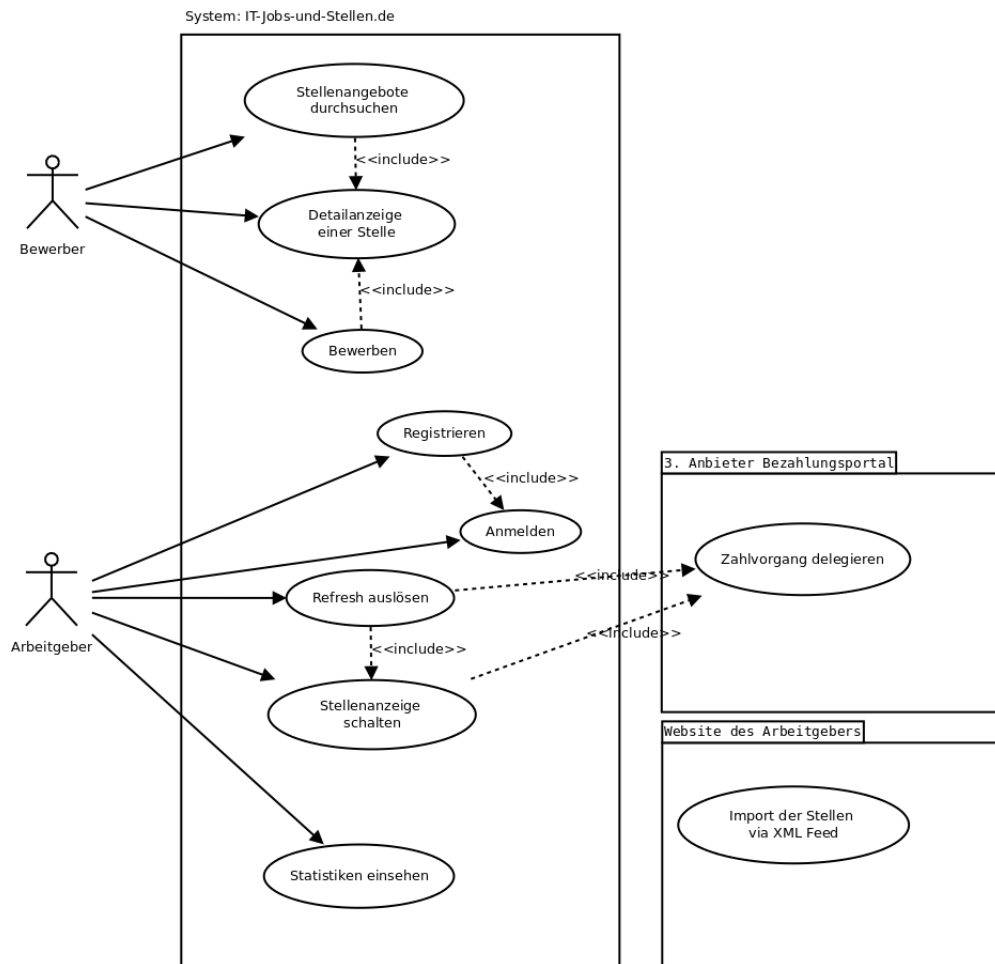 System: IT-Jobs-und-Stellen.de
Stellenangebote
durchsuchen
<<include>>
Detailanzeige
einer Stelle
Bewerber
<<include>>
Bewerben
Registrieren
3. Anbieter Bezahlungsportal
<<include>>
Anmelden
Zahlvorgang delegieren
<<include>>
Refresh auslösen
<<include>>
Arbeitgeber
<<include>>
Stellenanzeige
schalten
Website des Arbeitgebers
Import der Stellen
via XML Feed
Statistiken einsehen